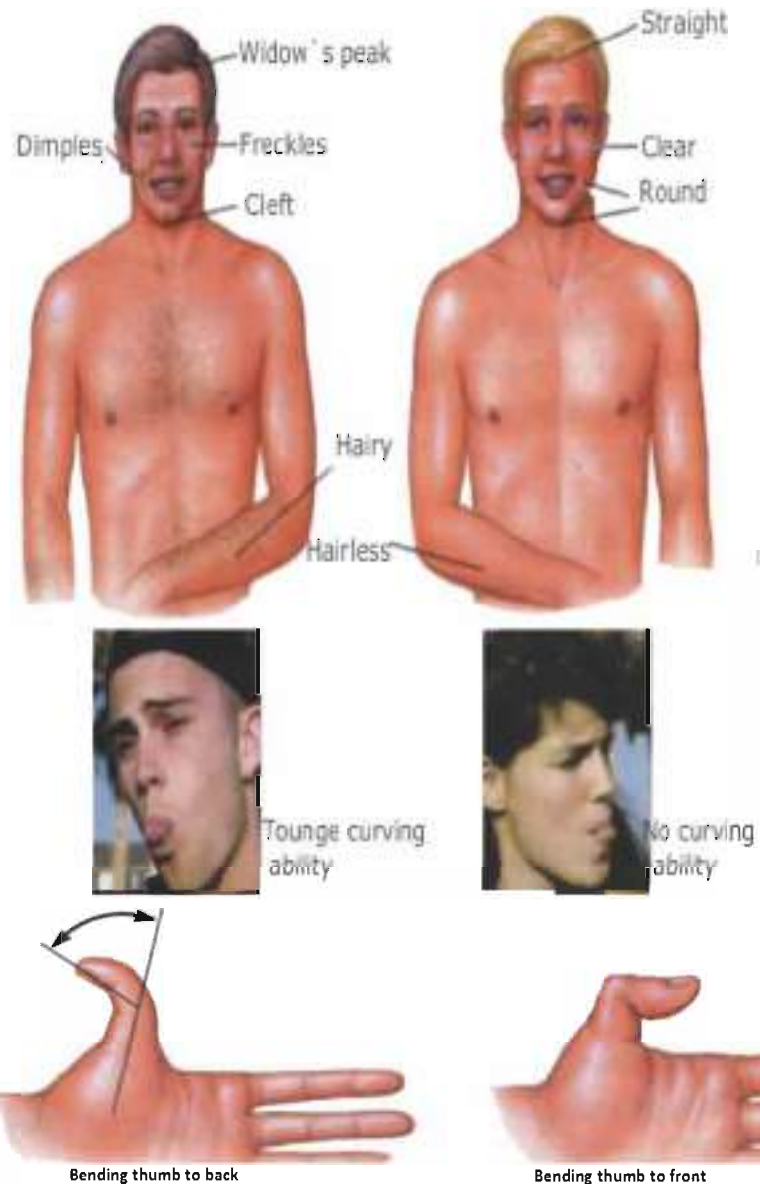 Widow`s peak
Straight
Dimples
Freckles
Clear
Cleft
Round
Hairy
Hairless
Tounge curving
ability
No curving
ability
Bending thumb to back
Bending thumb to front